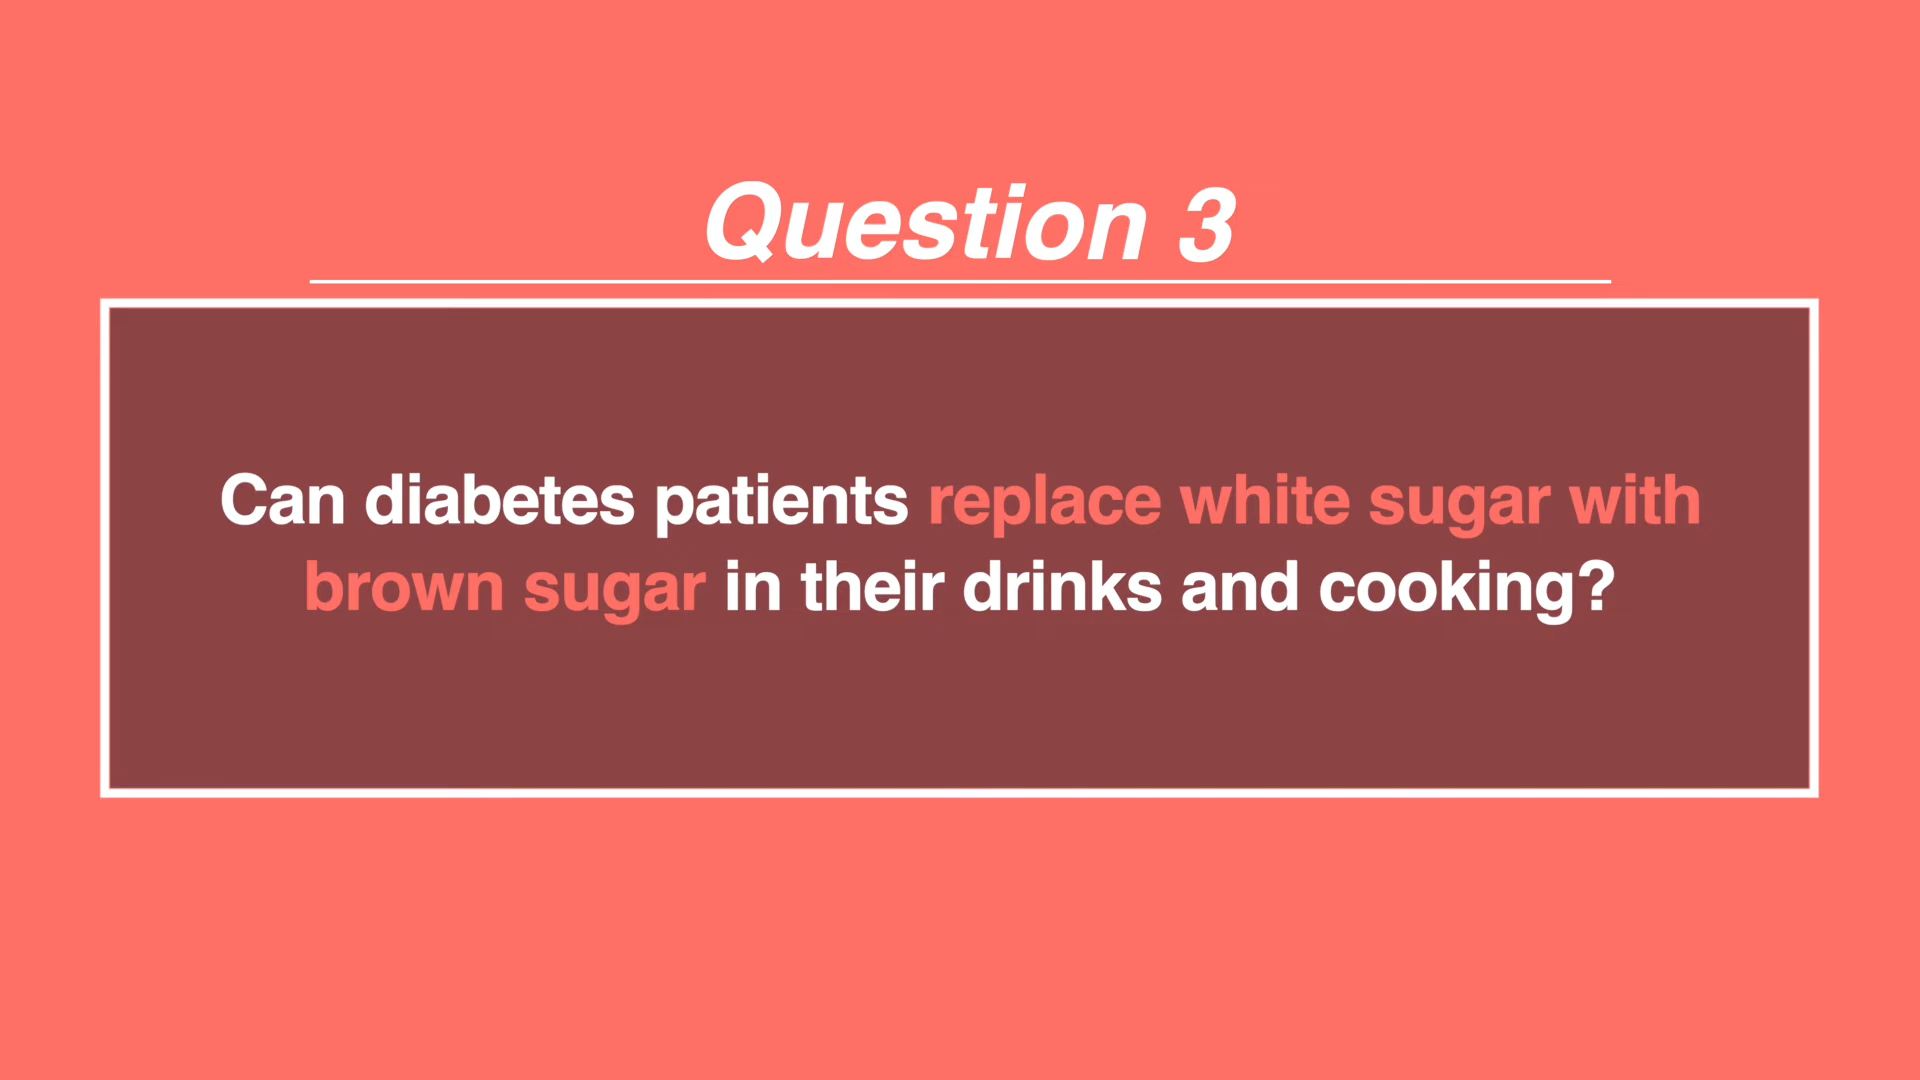 Question 3
Can diabetes patients replace white sugar with
brown sugar in their drinks and cooking?